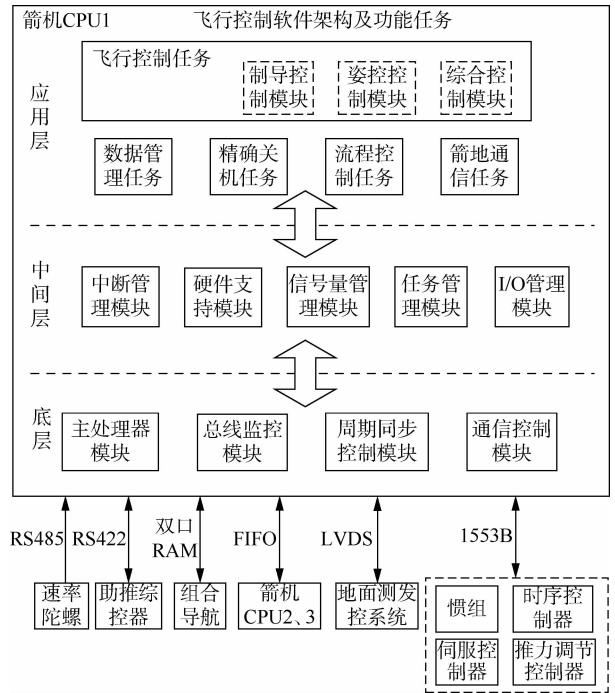 箭机CPU1
飞行控制软件架构及功能任务
应用层
飞行控制任务
制导控
制模块
姿控控
制模块
综合控
制模块
数据管
理任务
精确关
机任务
流程控
制任务
箭地通
信任务
中间层
中断管
理模块
硬件支
持模块
信号量管
理模块
任务管
理模块
I/O管理
模块
底层
主处理器
模块
总线监控
模块
周期同步
控制模块
通信控制
模块
RS485
RS422
双口
RAM
FIFO
LVDS
1553B
速率
陀螺
助推综
控器
组合
导航
箭机
CPU2、3
地面测发
控系统
惯组
时序控
制器
伺服控
制器
推力调节
控制器